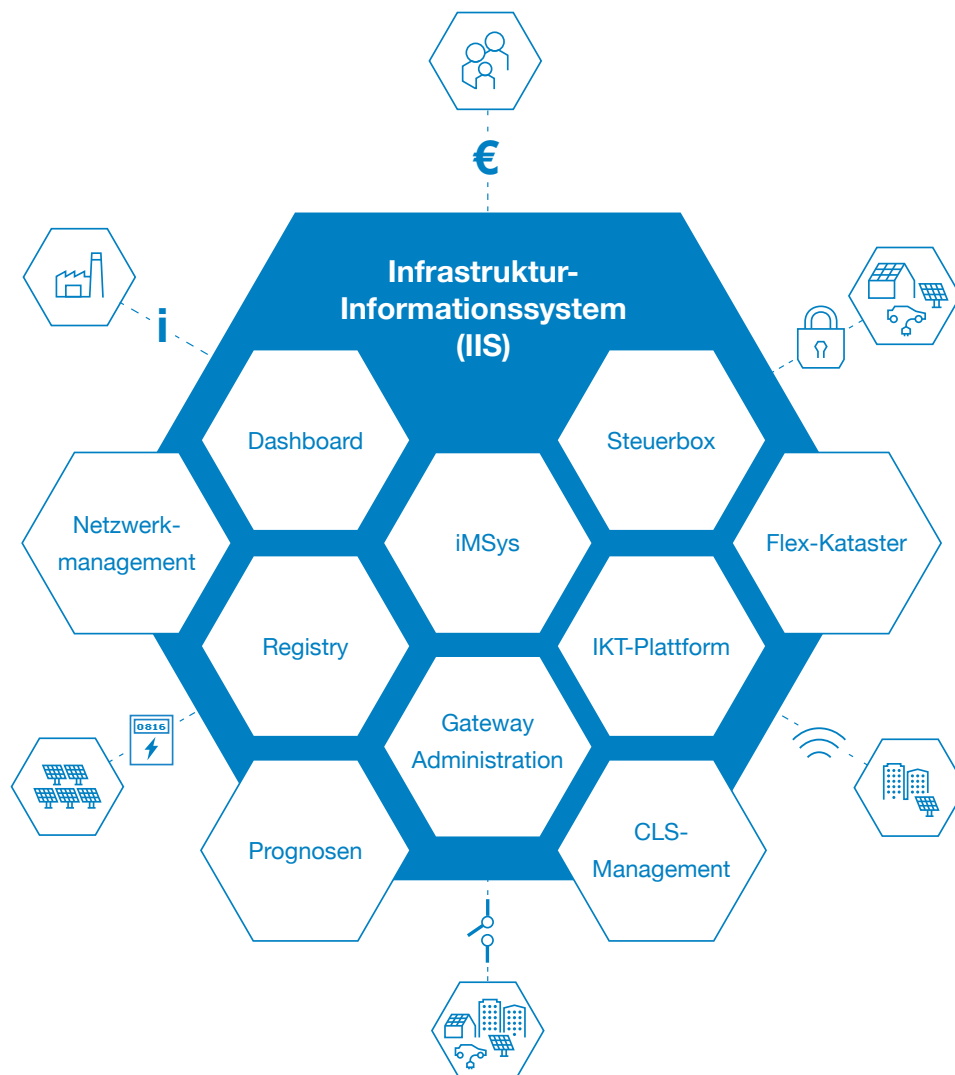 €
i
Infrastruktur-
Informationssystem
(IIS)
Dashboard
Steuerbox
Netzwerk-
management
iMSys
Flex-Kataster
Registry
IKT-Plattform
0816
Gateway
Administration
Prognosen
CLS-
Management